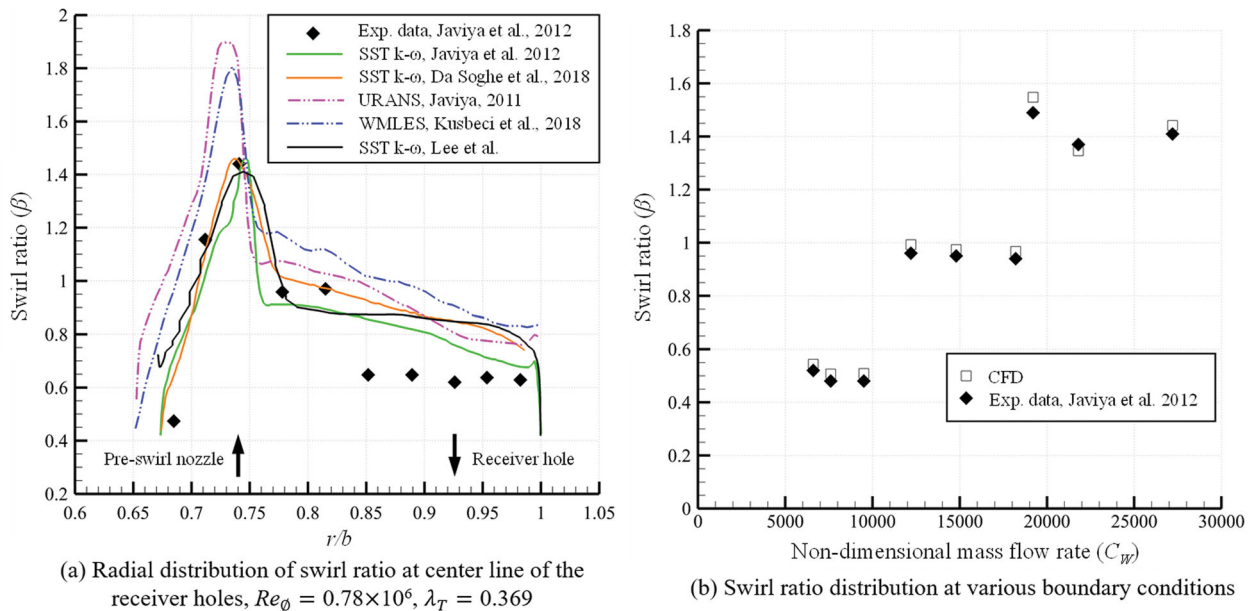 2
1.8
1.6
1.4
1.2
1
0.8
0.6
0.4
0.2
Swirl ratio (β)
Exp. data, Javiya et al., 2012
SST k-ω, Javiya et al. 2012
SST k-ω, Da Soghe et al., 2018
URANS, Javiya, 2011
WMLES, Kusbeci et al., 2018
SST k-ω, Lee et al.
Pre-swirl nozzle
Receiver hole
0.6 0.65 0.7 0.75 0.8 0.85 0.9 0.95 1 1.05
r/b
(a) Radial distribution of swirl ratio at center line of the
receiver holes, Re∅ = 0.78×10⁶, λT = 0.369
1.8
1.6
1.4
1.2
1
0.8
0.6
0.4
0.2
0
Swirl ratio (β)
CFD
Exp. data, Javiya et al. 2012
0 5000 10000 15000 20000 25000 30000
Non-dimensional mass flow rate (CW)
(b) Swirl ratio distribution at various boundary conditions